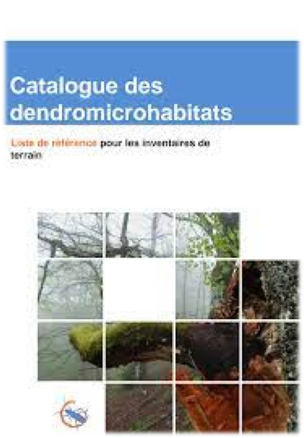 Catalogue des
dendromicrohabitats
Liste de référence pour les inventaires de
terrain